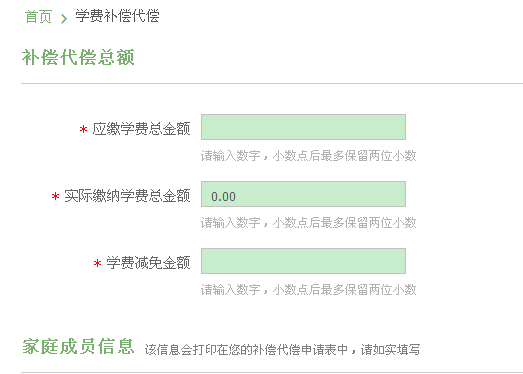 首页 > 学费补偿代偿
补偿代偿总额
* 应缴学费总金额
请输入数字，小数点后最多保留两位小数
* 实际缴纳学费总金额 0.00
请输入数字，小数点后最多保留两位小数
* 学费减免金额
请输入数字，小数点后最多保留两位小数
家庭成员信息 该信息会打印在您的补偿代偿申请表中，请如实填写